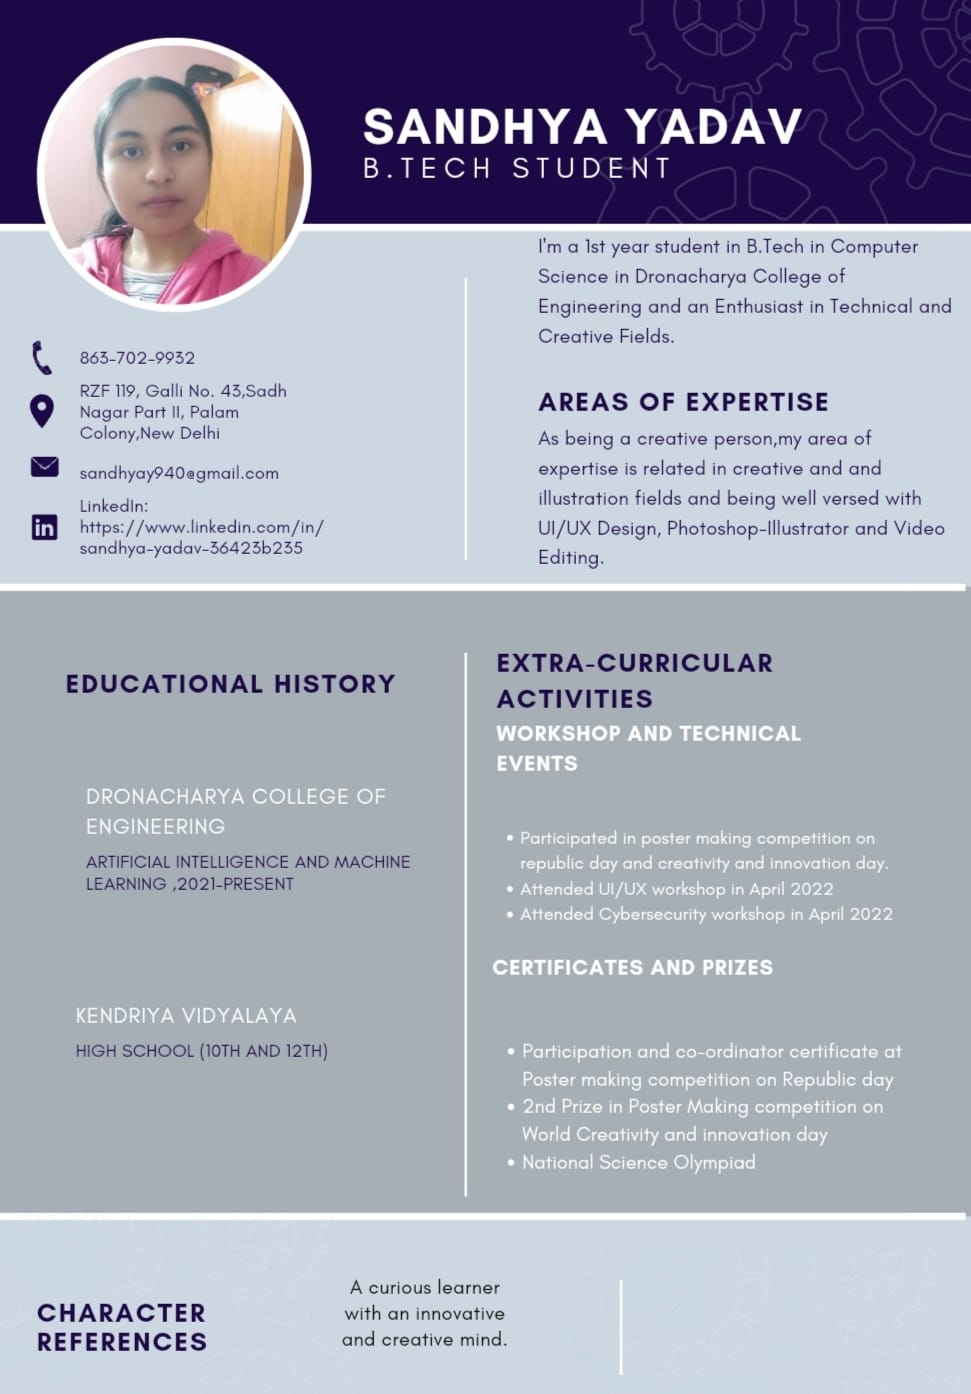 SANDHYA YADAV
B.TECH STUDENT
863-702-9932
RZF 119, Galli No. 43,Sadh
Nagar Part II, Palam
Colony,New Delhi
sandhyay940@gmail.com
LinkedIn:
https://www.linkedin.com/in/
sandhya-yadav-36423b235
I'm a 1st year student in B.Tech in Computer
Science in Dronacharya College of
Engineering and an Enthusiast in Technical and
Creative Fields.
AREAS OF EXPERTISE
As being a creative person,my area of
expertise is related in creative and and
illustration fields and being well versed with
UI/UX Design, Photoshop-Illustrator and Video
Editing.
EDUCATIONAL HISTORY
DRONACHARYA COLLEGE OF
ENGINEERING
ARTIFICIAL INTELLIGENCE AND MACHINE
LEARNING ,2021-PRESENT
KENDRIYA VIDYALAYA
HIGH SCHOOL (10TH AND 12TH)
EXTRA-CURRICULAR
ACTIVITIES
WORKSHOP AND TECHNICAL
EVENTS
• Participated in poster making competition on
republic day and creativity and innovation day.
• Attended UI/UX workshop in April 2022
• Attended Cybersecurity workshop in April 2022
CERTIFICATES AND PRIZES
• Participation and co-ordinator certificate at
Poster making competition on Republic day
• 2nd Prize in Poster Making competition on
World Creativity and innovation day
• National Science Olympiad
CHARACTER
REFERENCES
A curious learner
with an innovative
and creative mind.